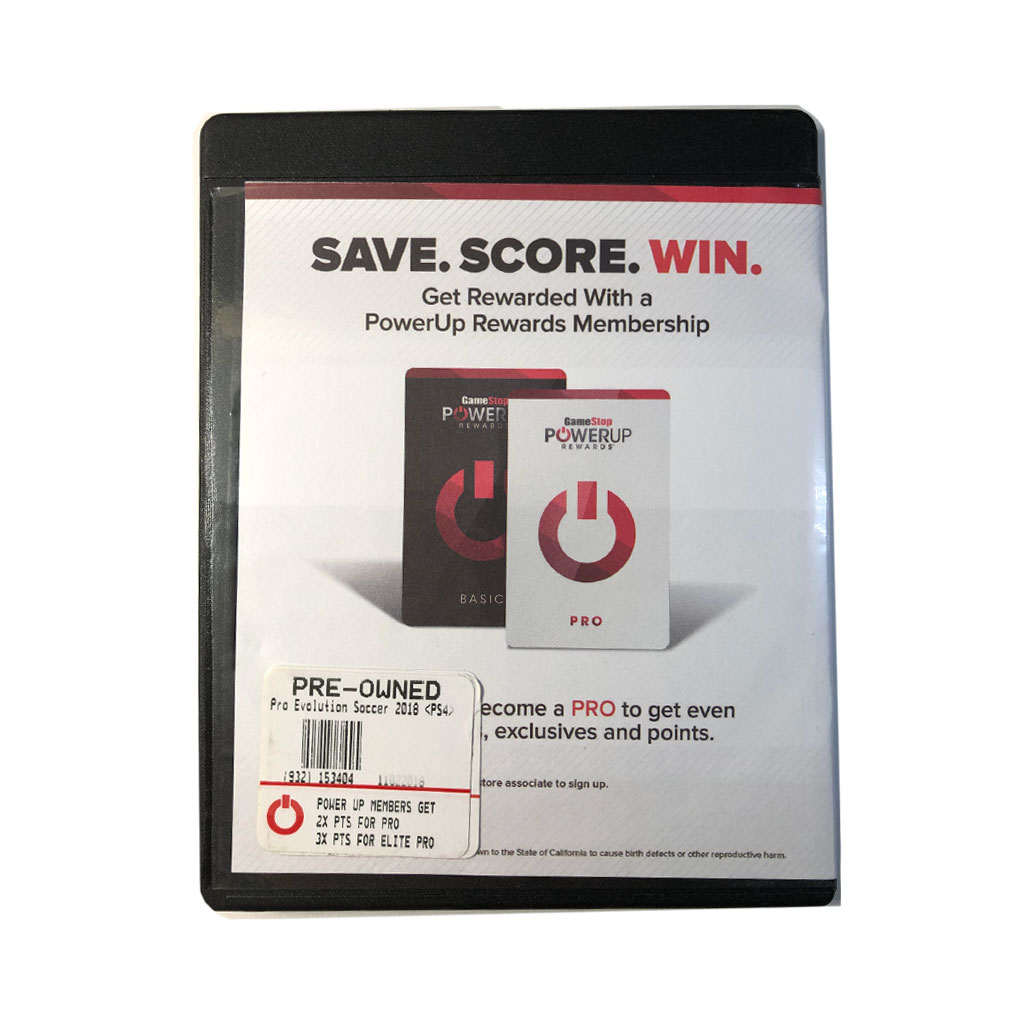 SAVE. SCORE. WIN.
Get Rewarded With a
PowerUp Rewards Membership
GameStop
POWER
REWARDS
BASIC
GameStop
POWERUP
REWARDS
PRO
ecome a PRO to get even
, exclusives and points.
store associate to sign up.
wn to the State of California to cause birth defects or other reproductive harm.
PRE-OWNED
Pro Evolution Soccer 2018 <PS4>
(932) 153404 11022018
POWER UP MEMBERS GET
2X PTS FOR PRO
3X PTS FOR ELITE PRO